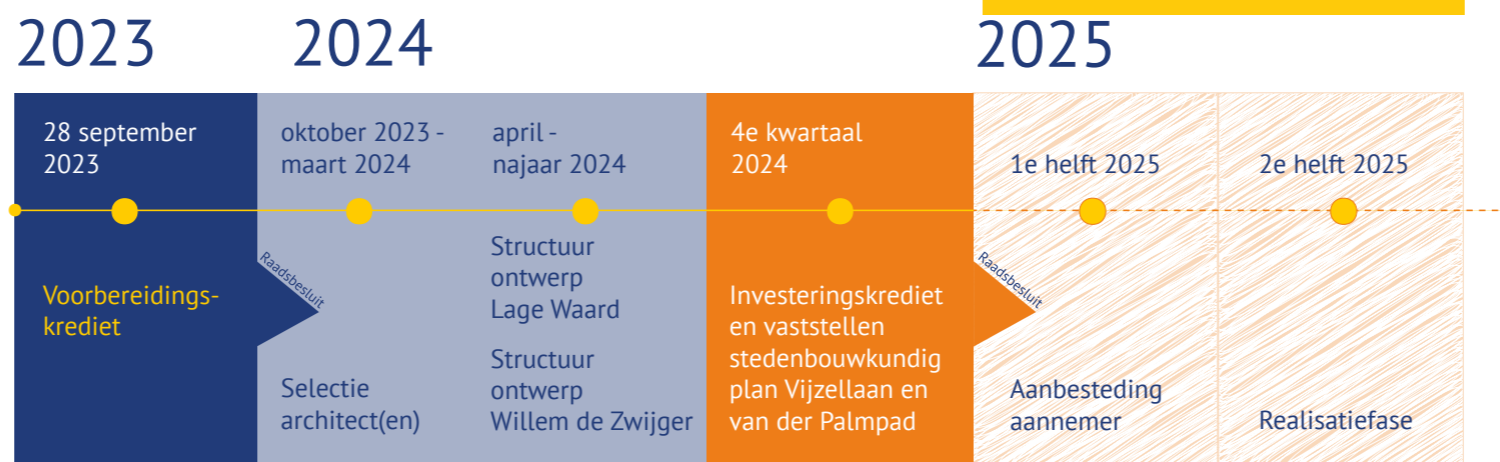 2023
2024
2025
28 september
2023
Voorbereidings-
krediet
Raadsbesluit
oktober 2023 -
maart 2024
Selectie
architect(en)
april -
najaar 2024
Structuur
ontwerp
Lage Waard
Structuur
ontwerp
Willem de Zwijger
4e kwartaal
2024
Investeringskrediet
en vaststellen
stedenbouwkundig
plan Vijzellaan en
van der Palmpad
Raadsbesluit
1e helft 2025
Aanbesteding
aannemer
2e helft 2025
Realisatiefase